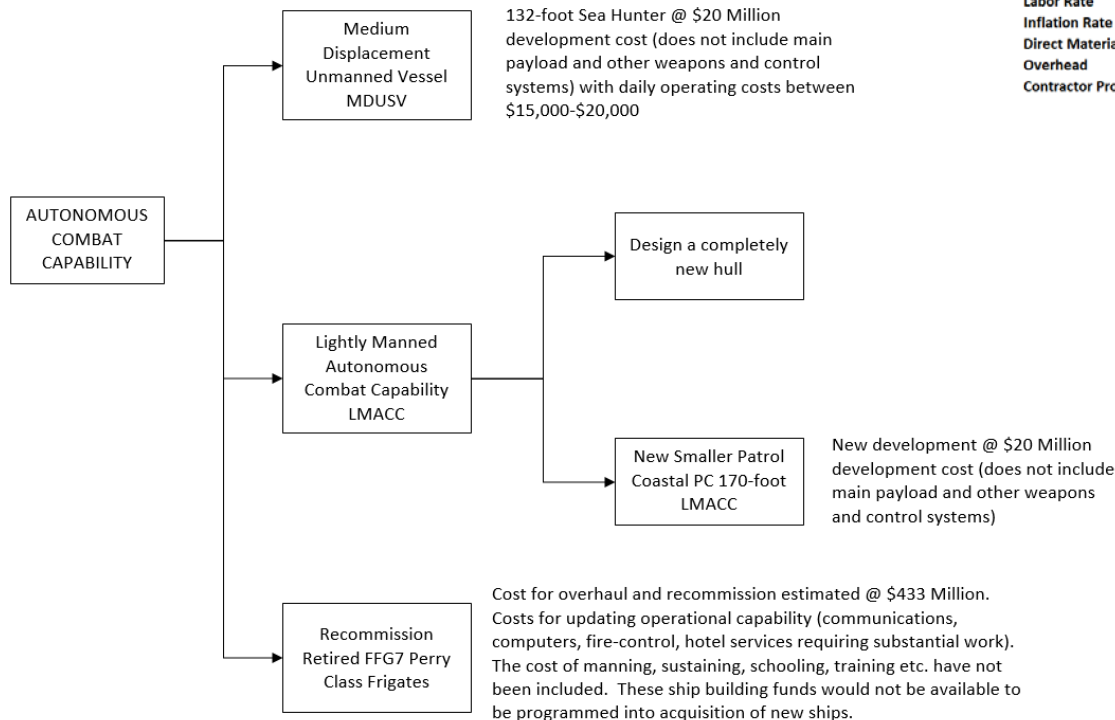 Medium
Displacement
Unmanned Vessel
MDUSV
132-foot Sea Hunter @ $20 Million
development cost (does not include main
payload and other weapons and control
systems) with daily operating costs between
$15,000-$20,000
Labor Rate
Inflation Rate
Direct Materia
Overhead
Contractor Pro
AUTONOMOUS
COMBAT
CAPABILITY
Design a completely
new hull
Lightly Manned
Autonomous
Combat Capability
LMACC
New Smaller Patrol
Coastal PC 170-foot
LMACC
New development @ $20 Million
development cost (does not include
main payload and other weapons
and control systems)
Recommission
Retired FFG7 Perry
Class Frigates
Cost for overhaul and recommission estimated @ $433 Million.
Costs for updating operational capability (communications,
computers, fire-control, hotel services requiring substantial work).
The cost of manning, sustaining, schooling, training etc. have not
been included.  These ship building funds would not be available to
be programmed into acquisition of new ships.